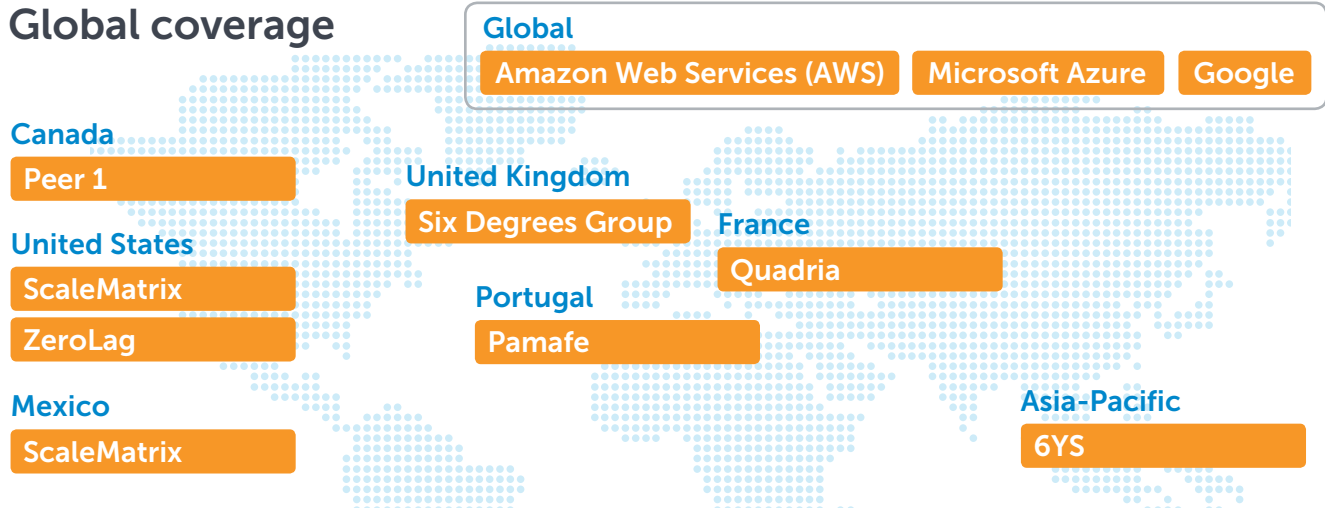 Global coverage
Global
Amazon Web Services (AWS)
Microsoft Azure
Google
Canada
Peer 1
United Kingdom
Six Degrees Group
France
Quadria
United States
ScaleMatrix
ZeroLag
Portugal
Pamafe
Mexico
ScaleMatrix
Asia-Pacific
6YS